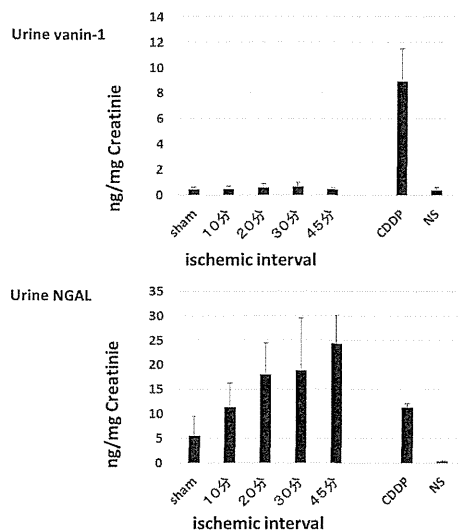 Urine vanin-1
ng/mg Creatinie
14
12
10
8
6
4
2
0
sham
10分
20分
30分
45分
CDDP
NS
ischemic interval
Urine NGAL
ng/mg Creatinie
35
30
25
20
15
10
5
0
sham
10分
20分
30分
45分
CDDP
NS
ischemic interval